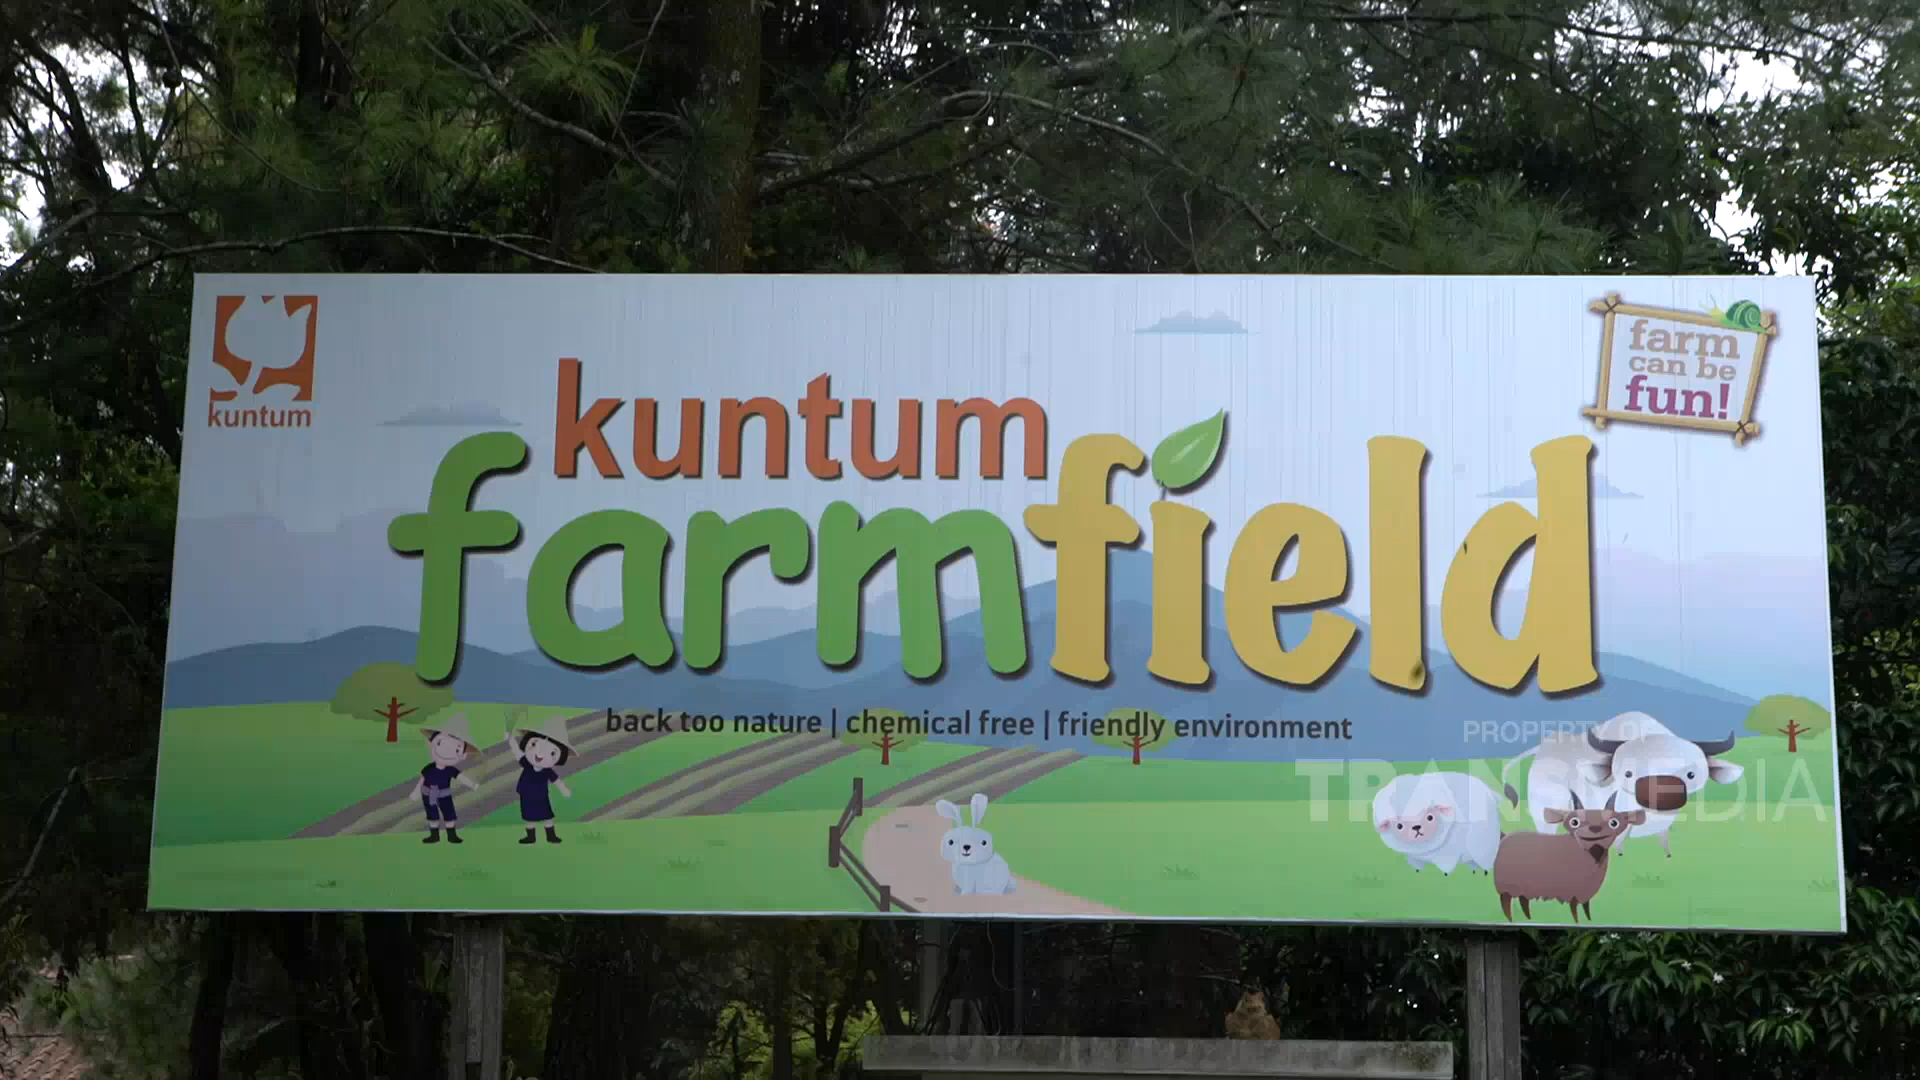 kuntum
farm
can be
fun!
kuntum
farmfield
back too nature | chemical free | friendly environment
PROPERTY OF
TRANSMEDIA